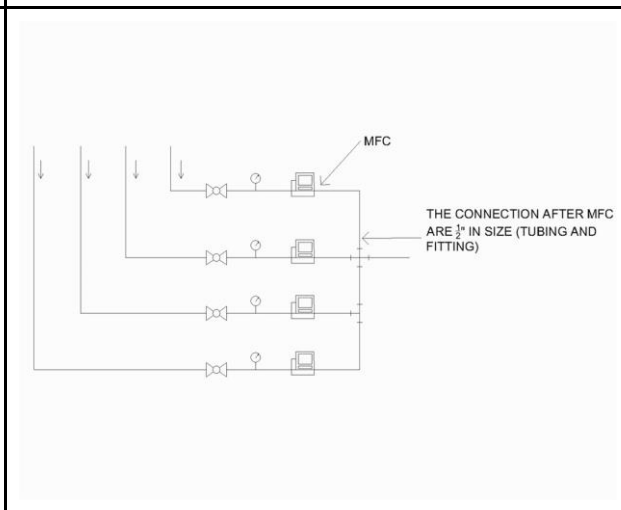 MFC
THE CONNECTION AFTER MFC
ARE ½" IN SIZE (TUBING AND
FITTING)